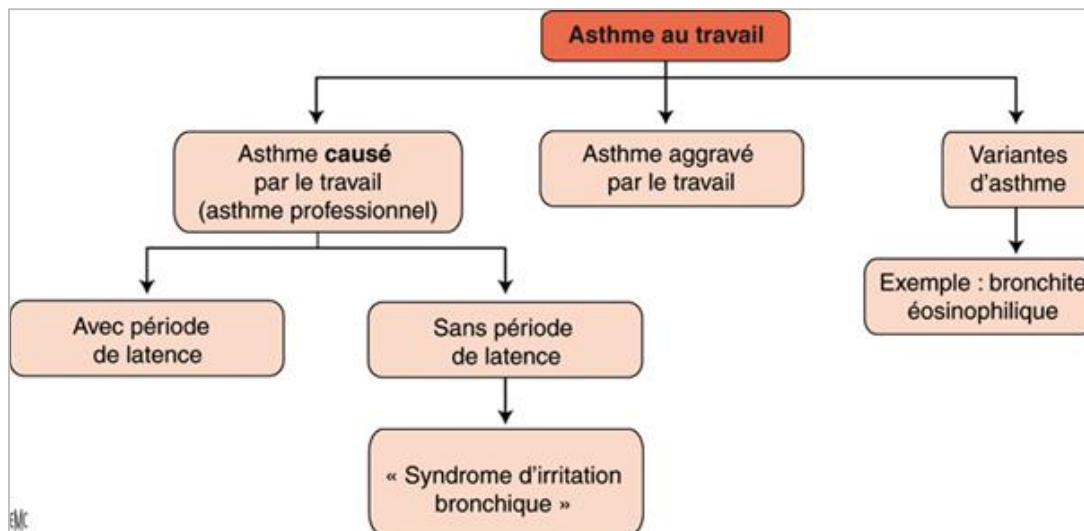 Asthme au travail
Asthme causé
par le travail
(asthme professionnel)
Asthme aggravé
par le travail
Variantes
d'asthme
Avec période
de latence
Sans période
de latence
Exemple : bronchite
éosinophilique
« Syndrome d'irritation
bronchique »
EMC